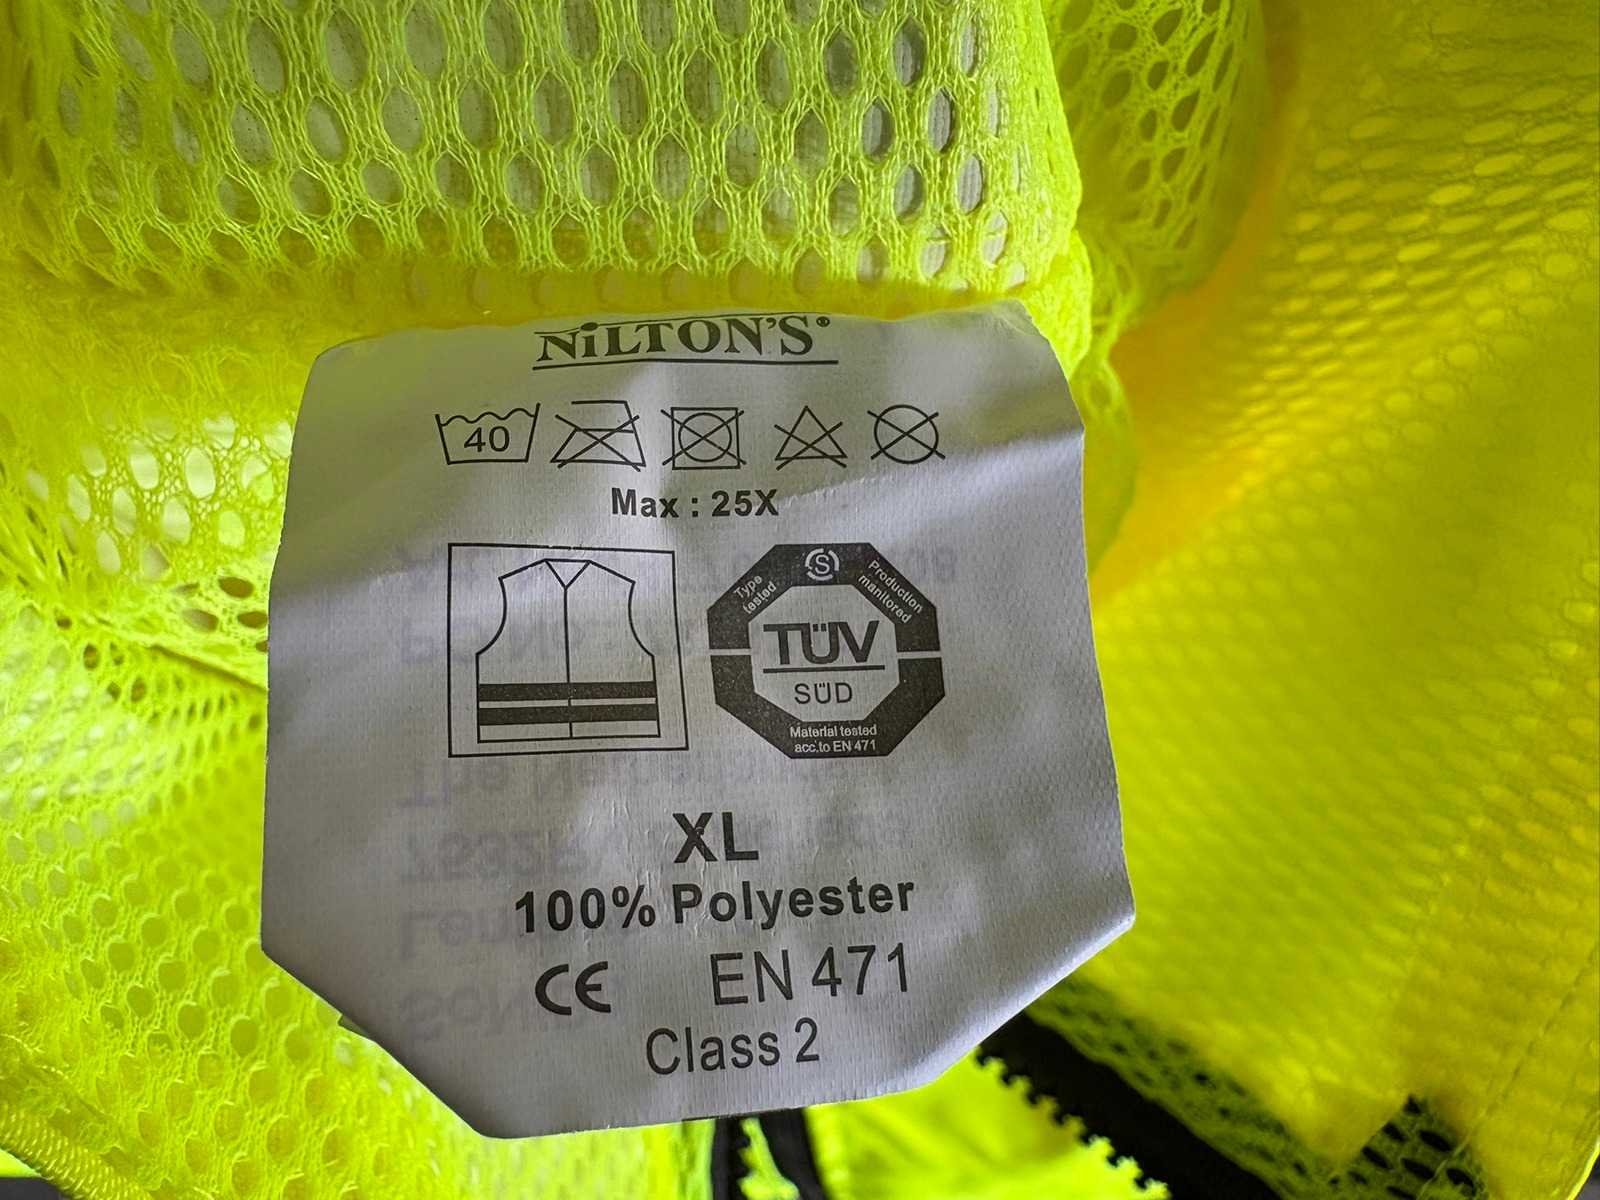 NiLTON'S®
40
Max : 25X
Type tested
S
Production manitored
TÜV
SÜD
Material tested
acc.to EN 471
XL
100% Polyester
CE EN 471
Class 2